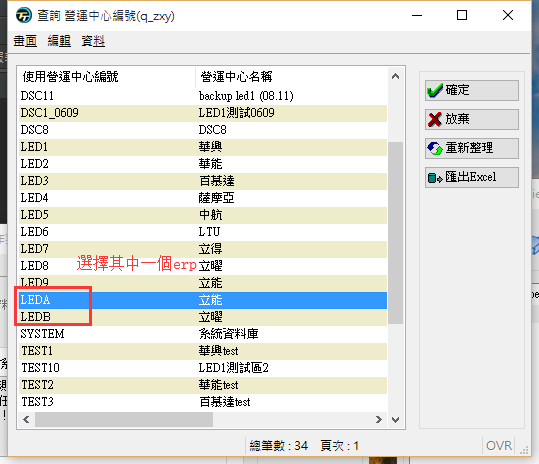 查詢 營運中心編號(q_zxy)
畫面 編輯 資料
使用營運中心編號 營運中心名稱
DSC11 backup led1 (08.11)
DSC1_0609 LED1測試0609
DSC8 DSC8
LED1 華興
LED2 華能
LED3 百慕達
LED4 薩摩亞
LED5 中航
LED6 LTU
LED7 立得
LED8 立曜
選擇其中一個erp
LED9 立能
LEDA 立能
LEDB 立曜
SYSTEM 系統資料庫
TEST1 華興test
TEST10 LED1測試區2
TEST2 華能test
TEST3 百慕達test
確定
放棄
重新整理
匯出Excel
總筆數 : 34 頁次 : 1
OVR